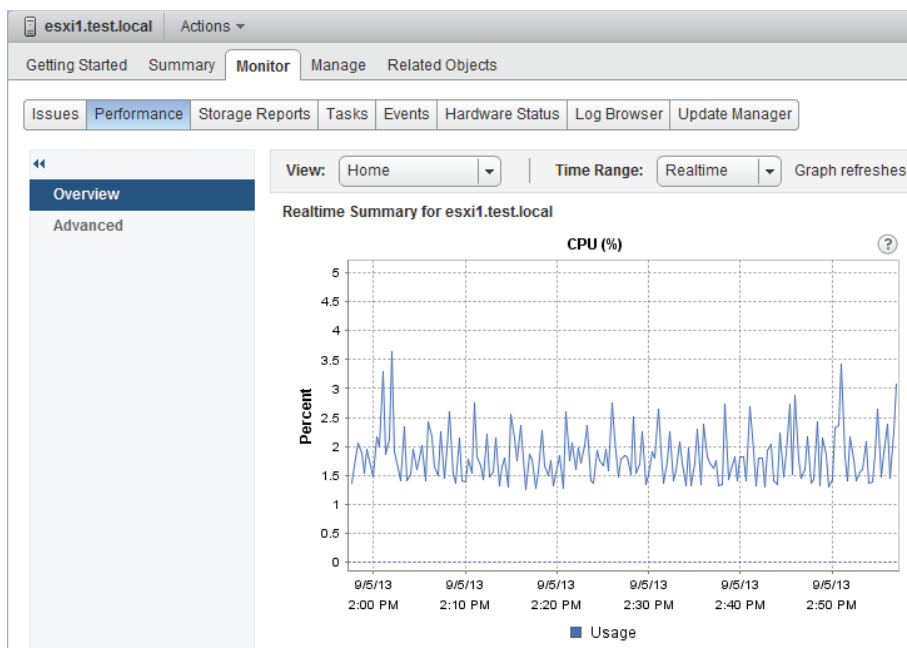 esxi1.test.local Actions
Getting Started Summary Monitor Manage Related Objects
Issues Performance Storage Reports Tasks Events Hardware Status Log Browser Update Manager
Overview
Advanced
View: Home Time Range: Realtime Graph refreshes
Realtime Summary for esxi1.test.local
CPU (%)
?
Percent
5
4.5
4
3.5
3
2.5
2
1.5
1
0.5
0
9/5/13 9/5/13 9/5/13 9/5/13 9/5/13 9/5/13
2:00 PM 2:10 PM 2:20 PM 2:30 PM 2:40 PM 2:50 PM
Usage